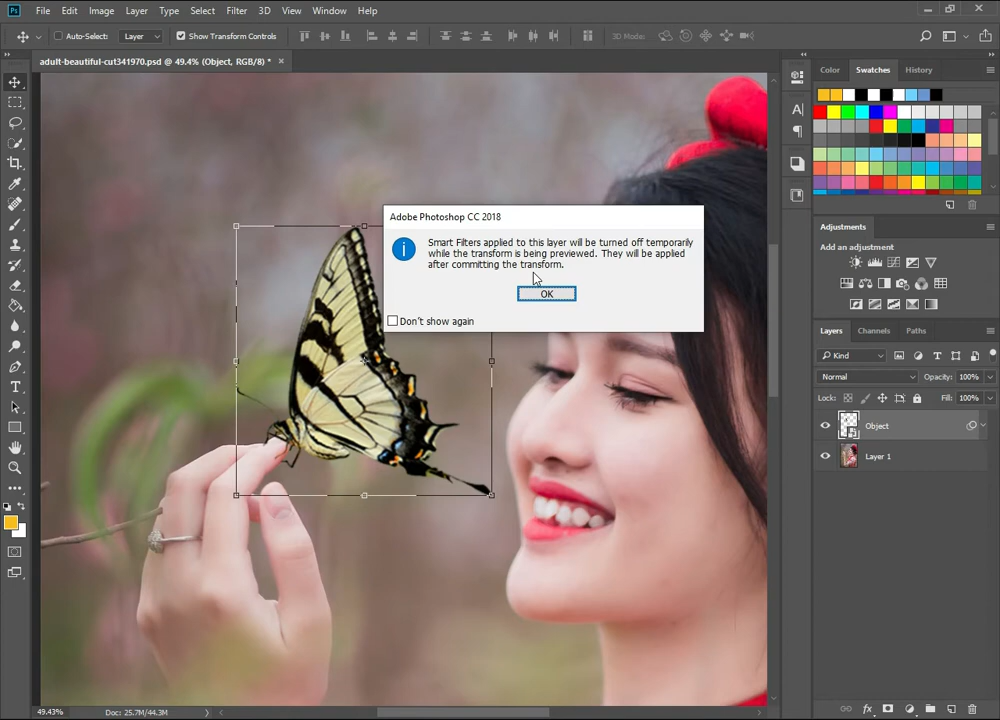 Ps File Edit Image Layer Type Select Filter 3D View Window Help
Auto-Select: Layer Show Transform Controls 3D Mode:
adult-beautiful-cut341970.psd @ 49.4% (Object, RGB/8) * ×
Color Swatches History
Adobe Photoshop CC 2018
Smart Filters applied to this layer will be turned off temporarily
while the transform is being previewed. They will be applied
after committing the transform.
OK
Don't show again
Adjustments
Add an adjustment
Layers Channels Paths
Kind
Normal Opacity: 100%
Lock: Fill: 100%
Object
Layer 1
49.43% Doc: 25.7M/44.3M
fx